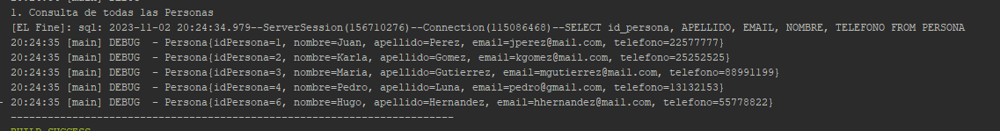 1. Consulta de todas las Personas
[EL Fine]: sql: 2023-11-02 20:24:34.979--ServerSession(156710276)--Connection(115086468)--SELECT id_persona, APELLIDO, EMAIL, NOMBRE, TELEFONO FROM PERSONA
20:24:35 [main] DEBUG  - Persona{idPersona=1, nombre=Juan, apellido=Perez, email=jperez@mail.com, telefono=22577777}
20:24:35 [main] DEBUG  - Persona{idPersona=2, nombre=Karla, apellido=Gomez, email=kgomez@mail.com, telefono=25252525}
20:24:35 [main] DEBUG  - Persona{idPersona=3, nombre=Maria, apellido=Gutierrez, email=mgutierrez@mail.com, telefono=88991199}
20:24:35 [main] DEBUG  - Persona{idPersona=4, nombre=Pedro, apellido=Luna, email=pedro@gmail.com, telefono=13132153}
20:24:35 [main] DEBUG  - Persona{idPersona=6, nombre=Hugo, apellido=Hernandez, email=hhernandez@mail.com, telefono=55778822}
------------------------------------------------------------------------
BUILD SUCCESS